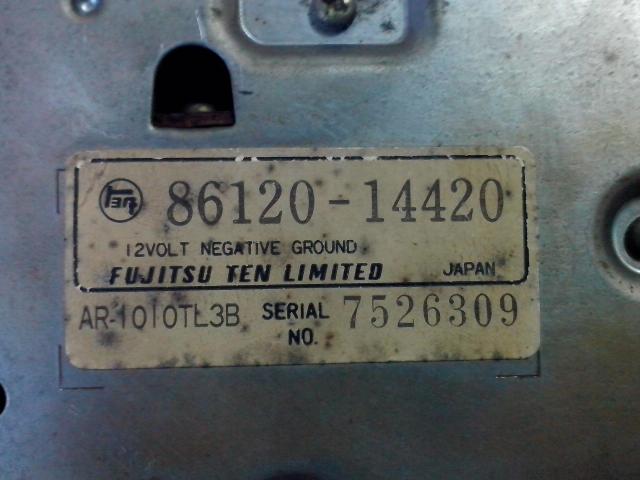 86120-14420
12VOLT NEGATIVE GROUND
FUJITSU TEN LIMITED JAPAN
AR-1010TL3B SERIAL NO. 7526309